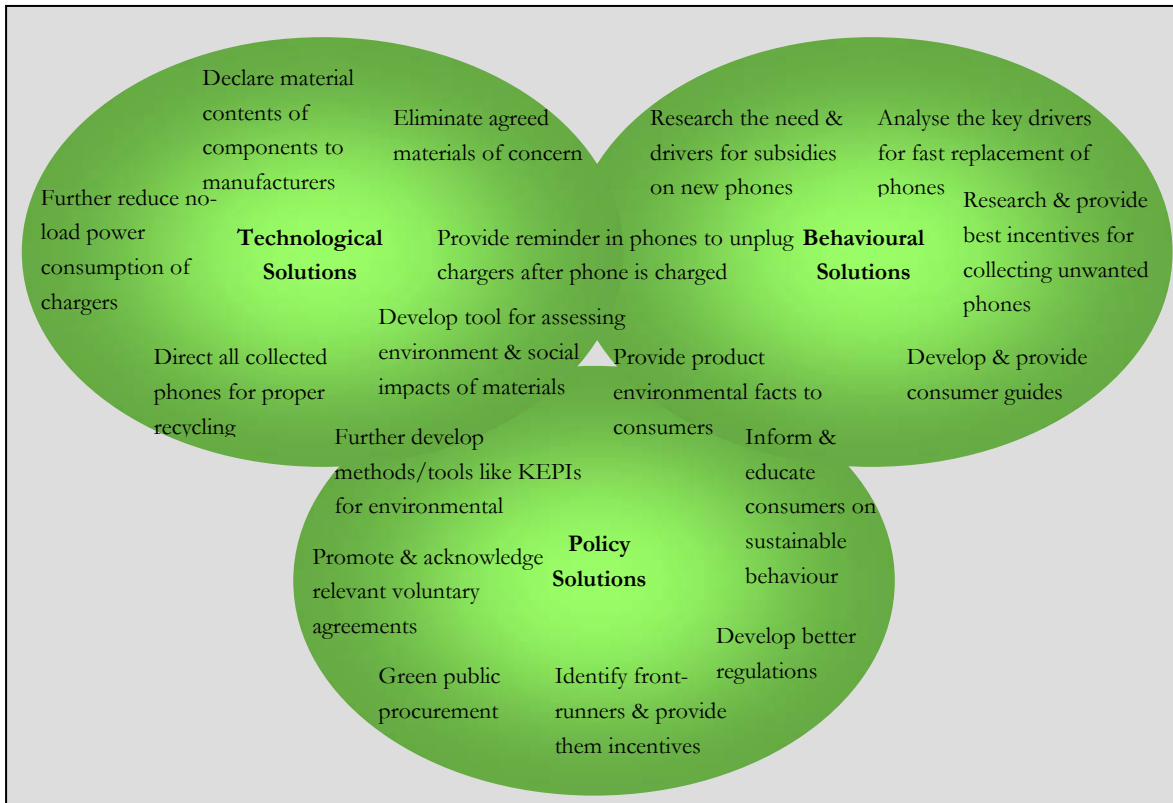 Declare material
contents of
components to
manufacturers
Eliminate agreed
materials of concern
Research the need &
drivers for subsidies
on new phones
Analyse the key drivers
for fast replacement of
phones
Further reduce no-
load power
consumption of
chargers
Technological
Solutions
Provide reminder in phones to unplug
chargers after phone is charged
Behavioural
Solutions
Research & provide
best incentives for
collecting unwanted
phones
Direct all collected
phones for proper
recycling
Develop tool for assessing
environment & social
impacts of materials
Provide product
environmental facts to
consumers
Develop & provide
consumer guides
Further develop
methods/tools like KEPIs
for environmental
Inform &
educate
consumers on
sustainable
behaviour
Policy
Solutions
Promote & acknowledge
relevant voluntary
agreements
Green public
procurement
Identify front-
runners & provide
them incentives
Develop better
regulations